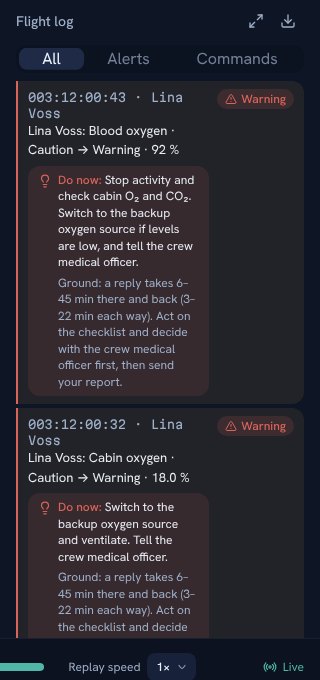 Flight log
All Alerts Commands
003:12:00:43 · Lina
Voss
Warning
Lina Voss: Blood oxygen ·
Caution → Warning · 92 %
Do now: Stop activity and
check cabin O₂ and CO₂.
Switch to the backup
oxygen source if levels
are low, and tell the crew
medical officer.
Ground: a reply takes 6–
45 min there and back (3–
22 min each way). Act on
the checklist and decide
with the crew medical
officer first, then send
your report.
003:12:00:32 · Lina
Voss
Warning
Lina Voss: Cabin oxygen ·
Caution → Warning · 18.0 %
Do now: Switch to the
backup oxygen source
and ventilate. Tell the
crew medical officer.
Ground: a reply takes 6–
45 min there and back (3–
22 min each way). Act on
the checklist and decide
Replay speed 1× Live